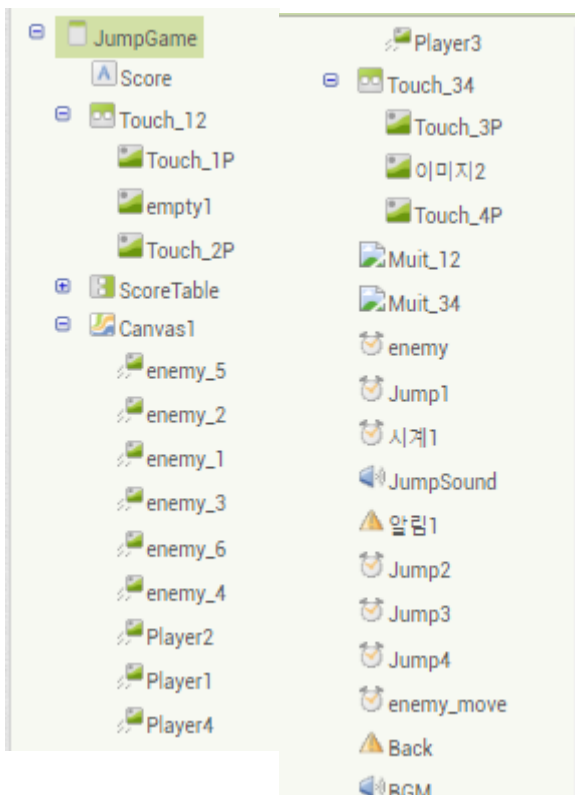 JumpGame
Score
Touch_12
Touch_1P
empty1
Touch_2P
ScoreTable
Canvas1
enemy_5
enemy_2
enemy_1
enemy_3
enemy_6
enemy_4
Player2
Player1
Player4
Player3
Touch_34
Touch_3P
이미지2
Touch_4P
Muit_12
Muit_34
enemy
Jump1
시계1
JumpSound
알림1
Jump2
Jump3
Jump4
enemy_move
Back
BGM